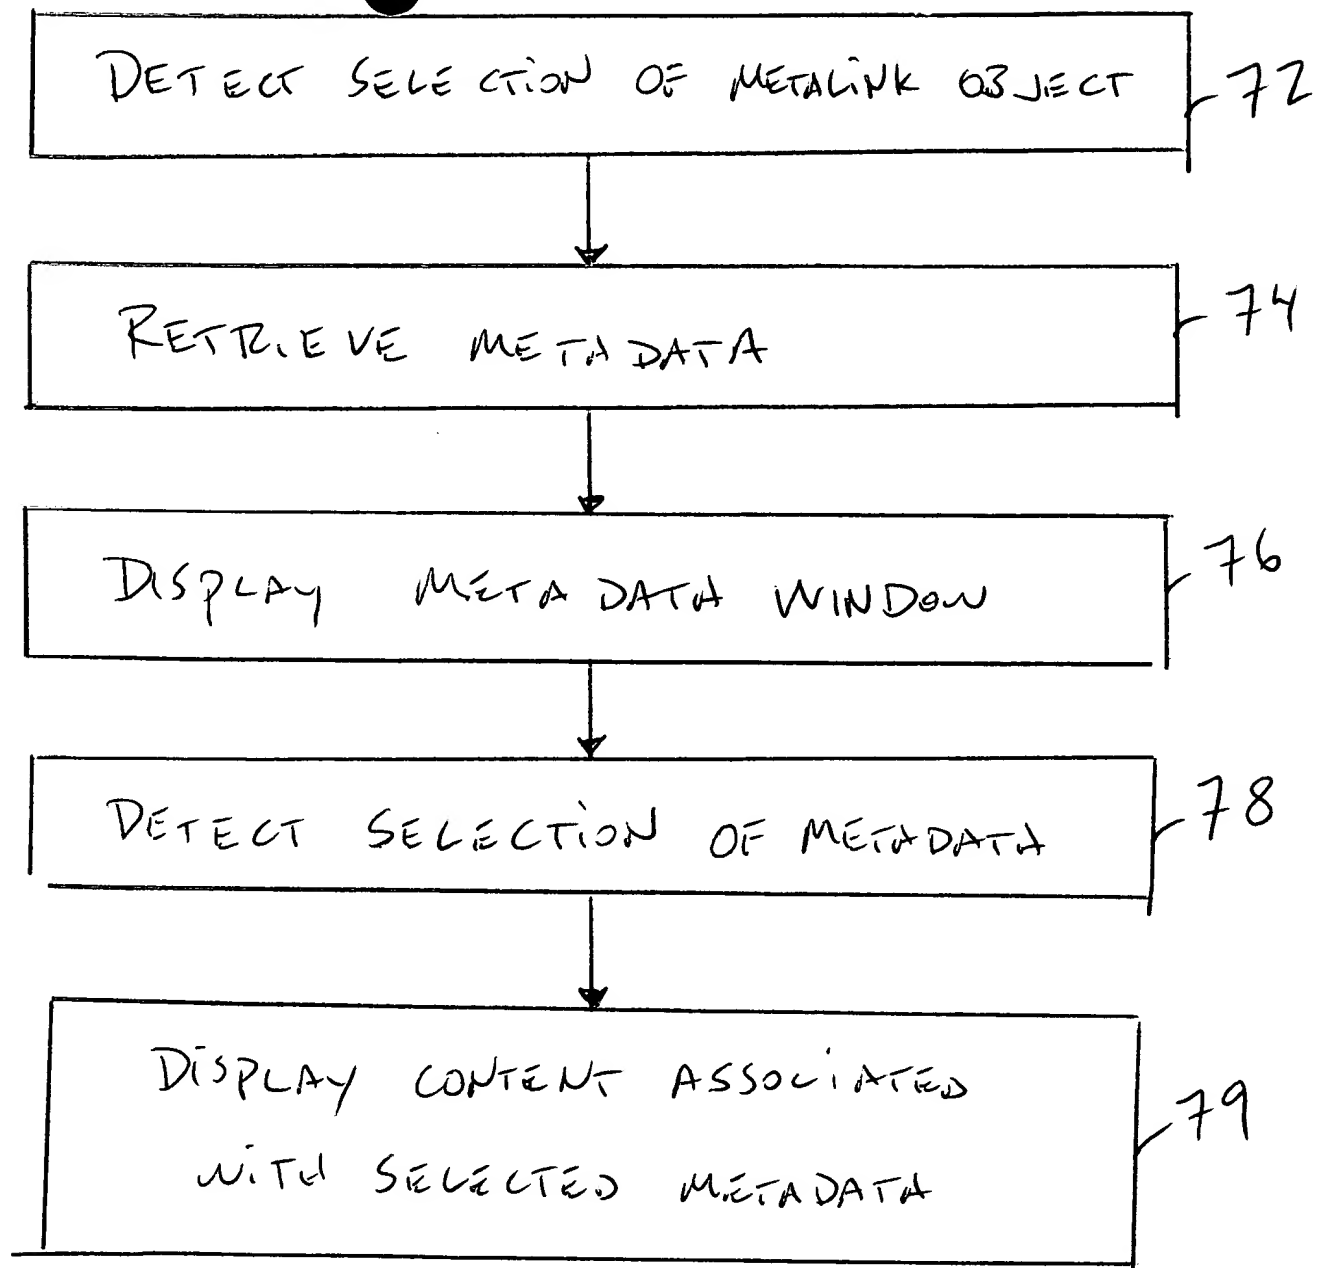 DETECT SELECTION OF METALINK OBJECT
72
RETRIEVE METADATA
74
DISPLAY METADATA WINDOW
76
DETECT SELECTION OF METADATA
78
DISPLAY CONTENT ASSOCIATED
WITH SELECTED METADATA
79